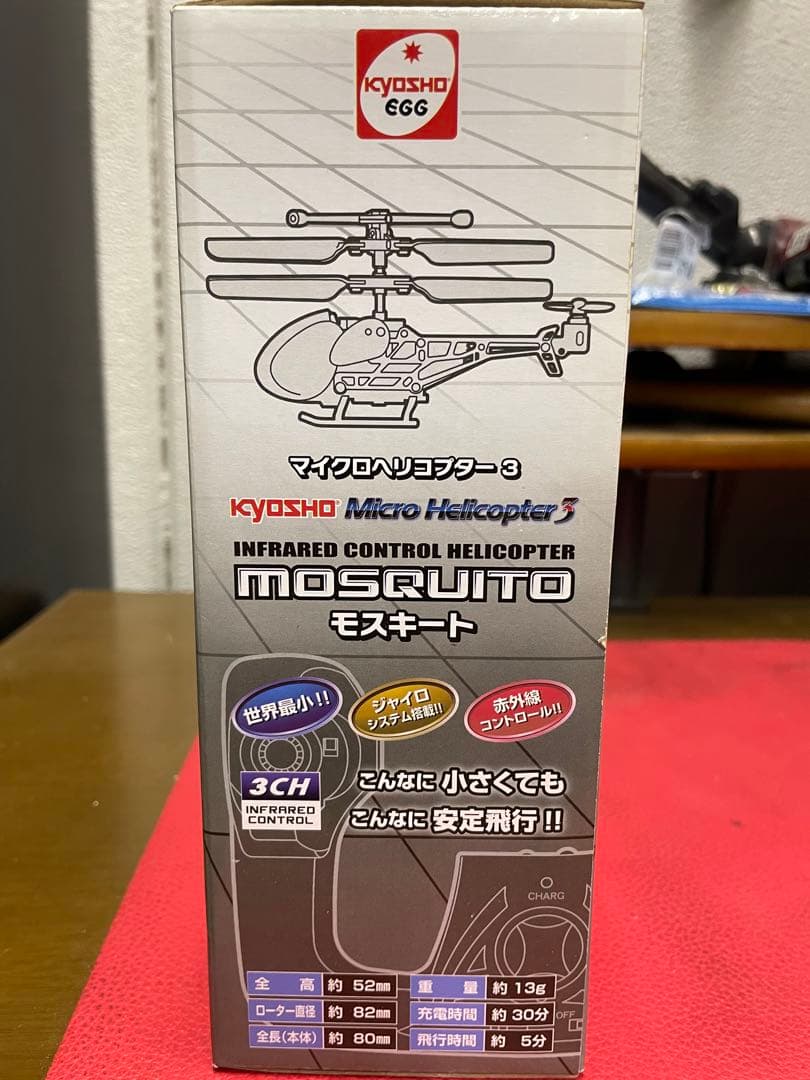 KYOSHO
EGG
マイクロヘリコプター 3
KYOSHO Micro Helicopter 3
INFRARED CONTROL HELICOPTER
MOSQUITO
モスキート
世界最小!!
ジャイロ
システム搭載!!
赤外線
コントロール!!
3CH
INFRARED
CONTROL
こんなに 小さくても
こんなに 安定飛行!!
CHARG
OFF
全高 約 52mm 重量 約 13g
ローター直径 約 82mm 充電時間 約 30分
全長(本体) 約 80mm 飛行時間 約 5分